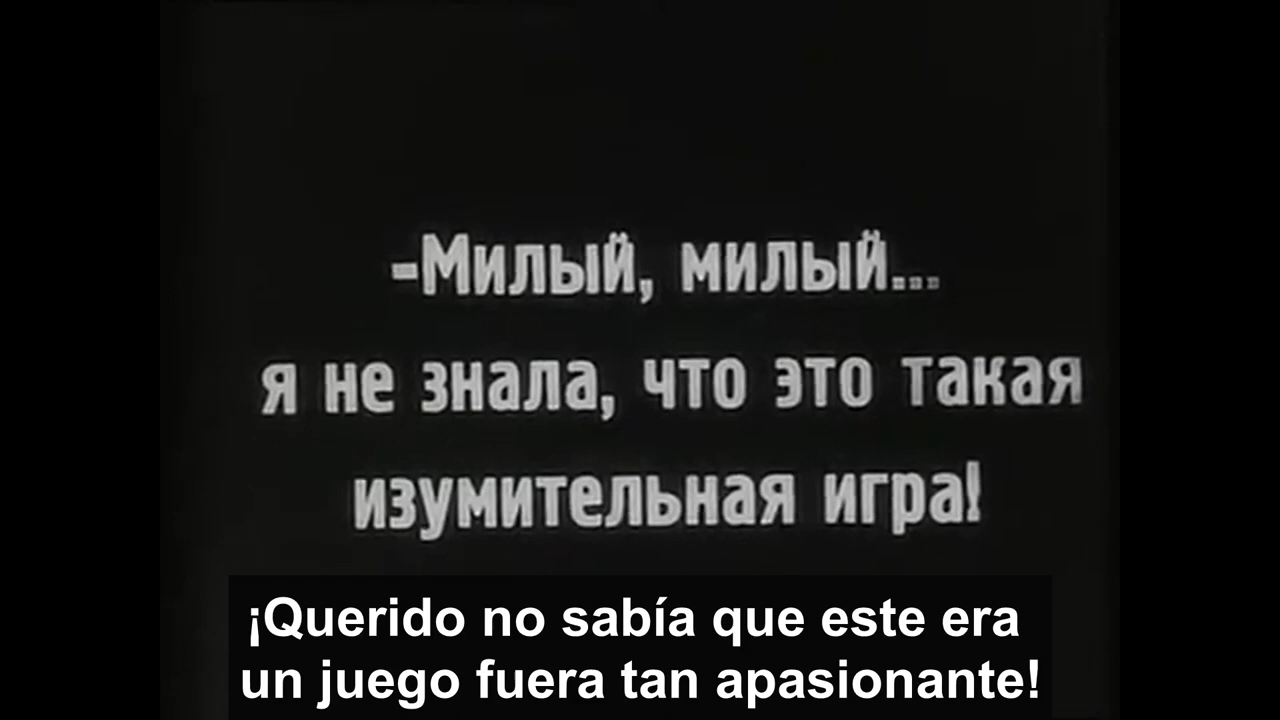 -Милый, милый...
я не знала, что это такая
изумительная игра!
¡Querido no sabía que este era
un juego fuera tan apasionante!